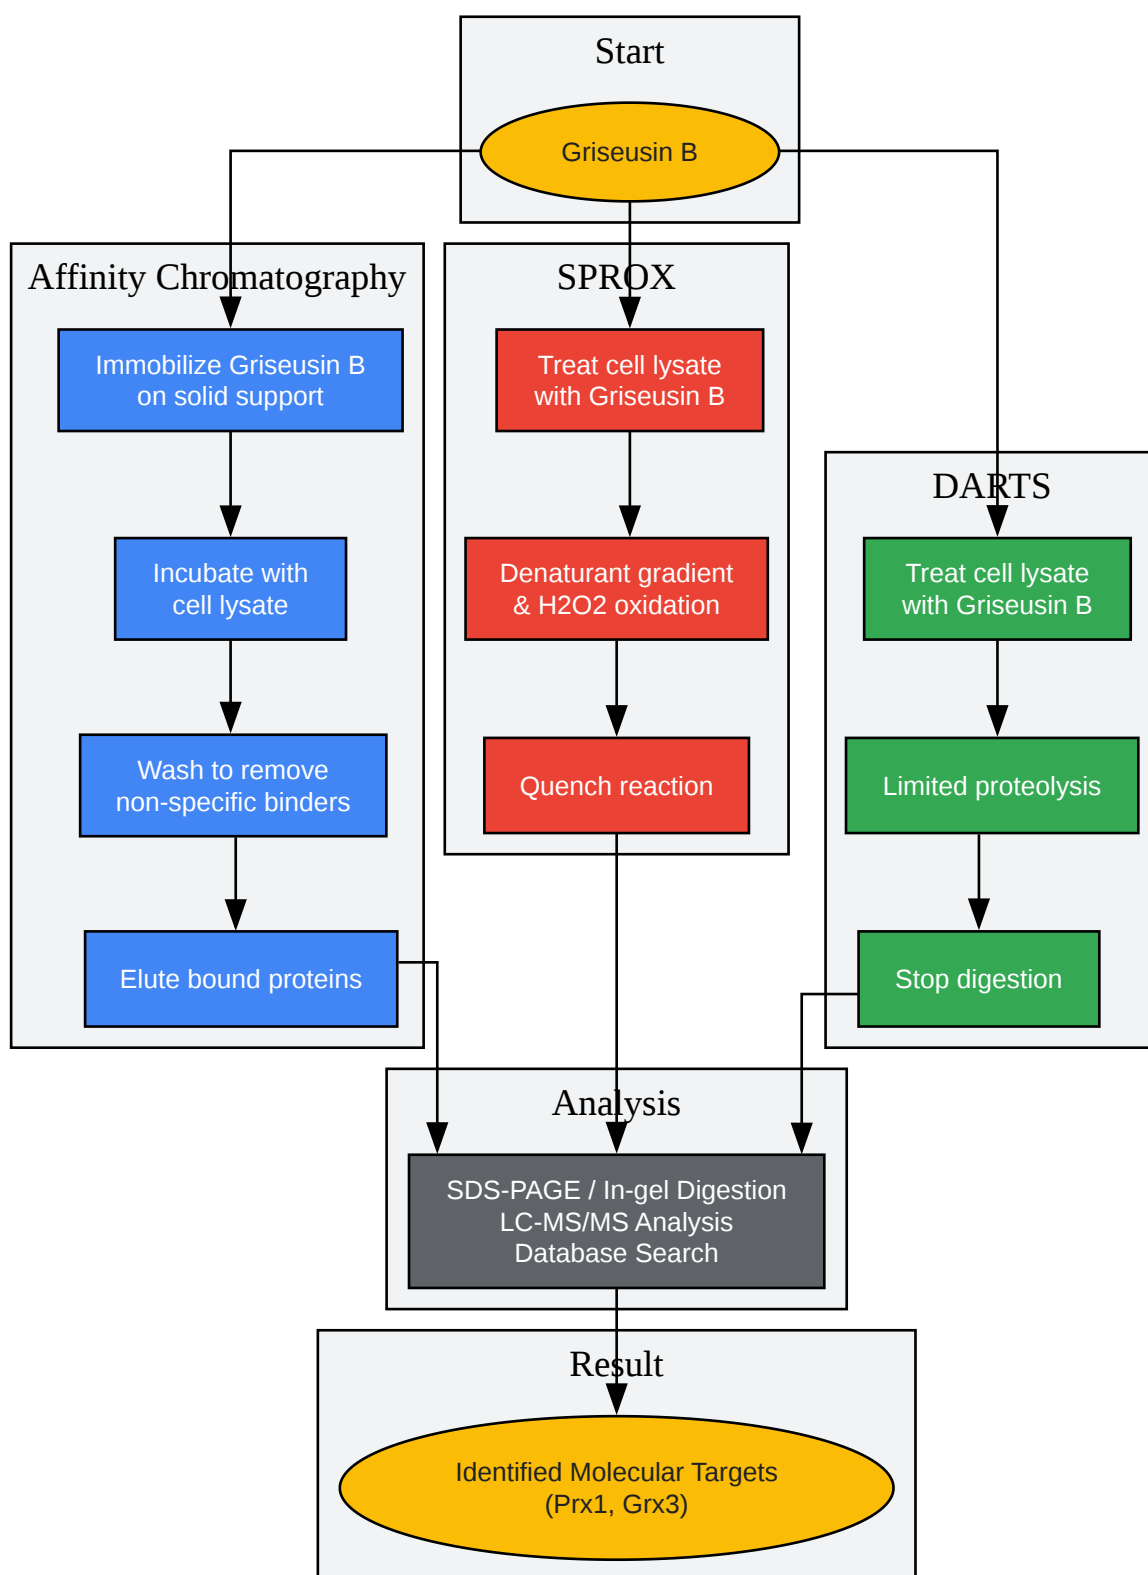 Start
Griseusin B
Affinity Chromatography
Immobilize Griseusin B
on solid support
Incubate with
cell lysate
Wash to remove
non-specific binders
Elute bound proteins
SPROX
Treat cell lysate
with Griseusin B
Denaturant gradient
& H2O2 oxidation
Quench reaction
DARTS
Treat cell lysate
with Griseusin B
Limited proteolysis
Stop digestion
Analysis
SDS-PAGE / In-gel Digestion
LC-MS/MS Analysis
Database Search
Result
Identified Molecular Targets
(Prx1, Grx3)